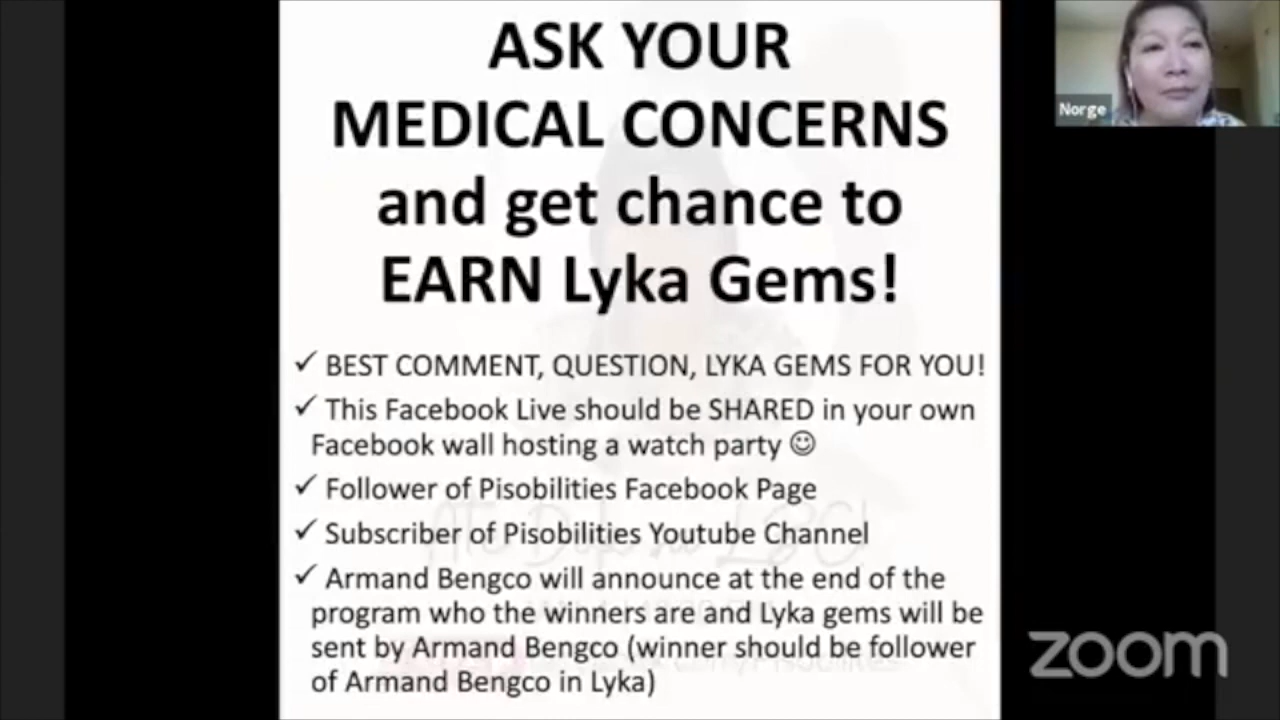 ASK YOUR
MEDICAL CONCERNS
and get chance to
EARN Lyka Gems!
✓ BEST COMMENT, QUESTION, LYKA GEMS FOR YOU!
✓ This Facebook Live should be SHARED in your own
Facebook wall hosting a watch party ☺
✓ Follower of Pisobilities Facebook Page
✓ Subscriber of Pisobilities Youtube Channel
✓ Armand Bengco will announce at the end of the
program who the winners are and Lyka gems will be
sent by Armand Bengco (winner should be follower
of Armand Bengco in Lyka)
Norge
zoom